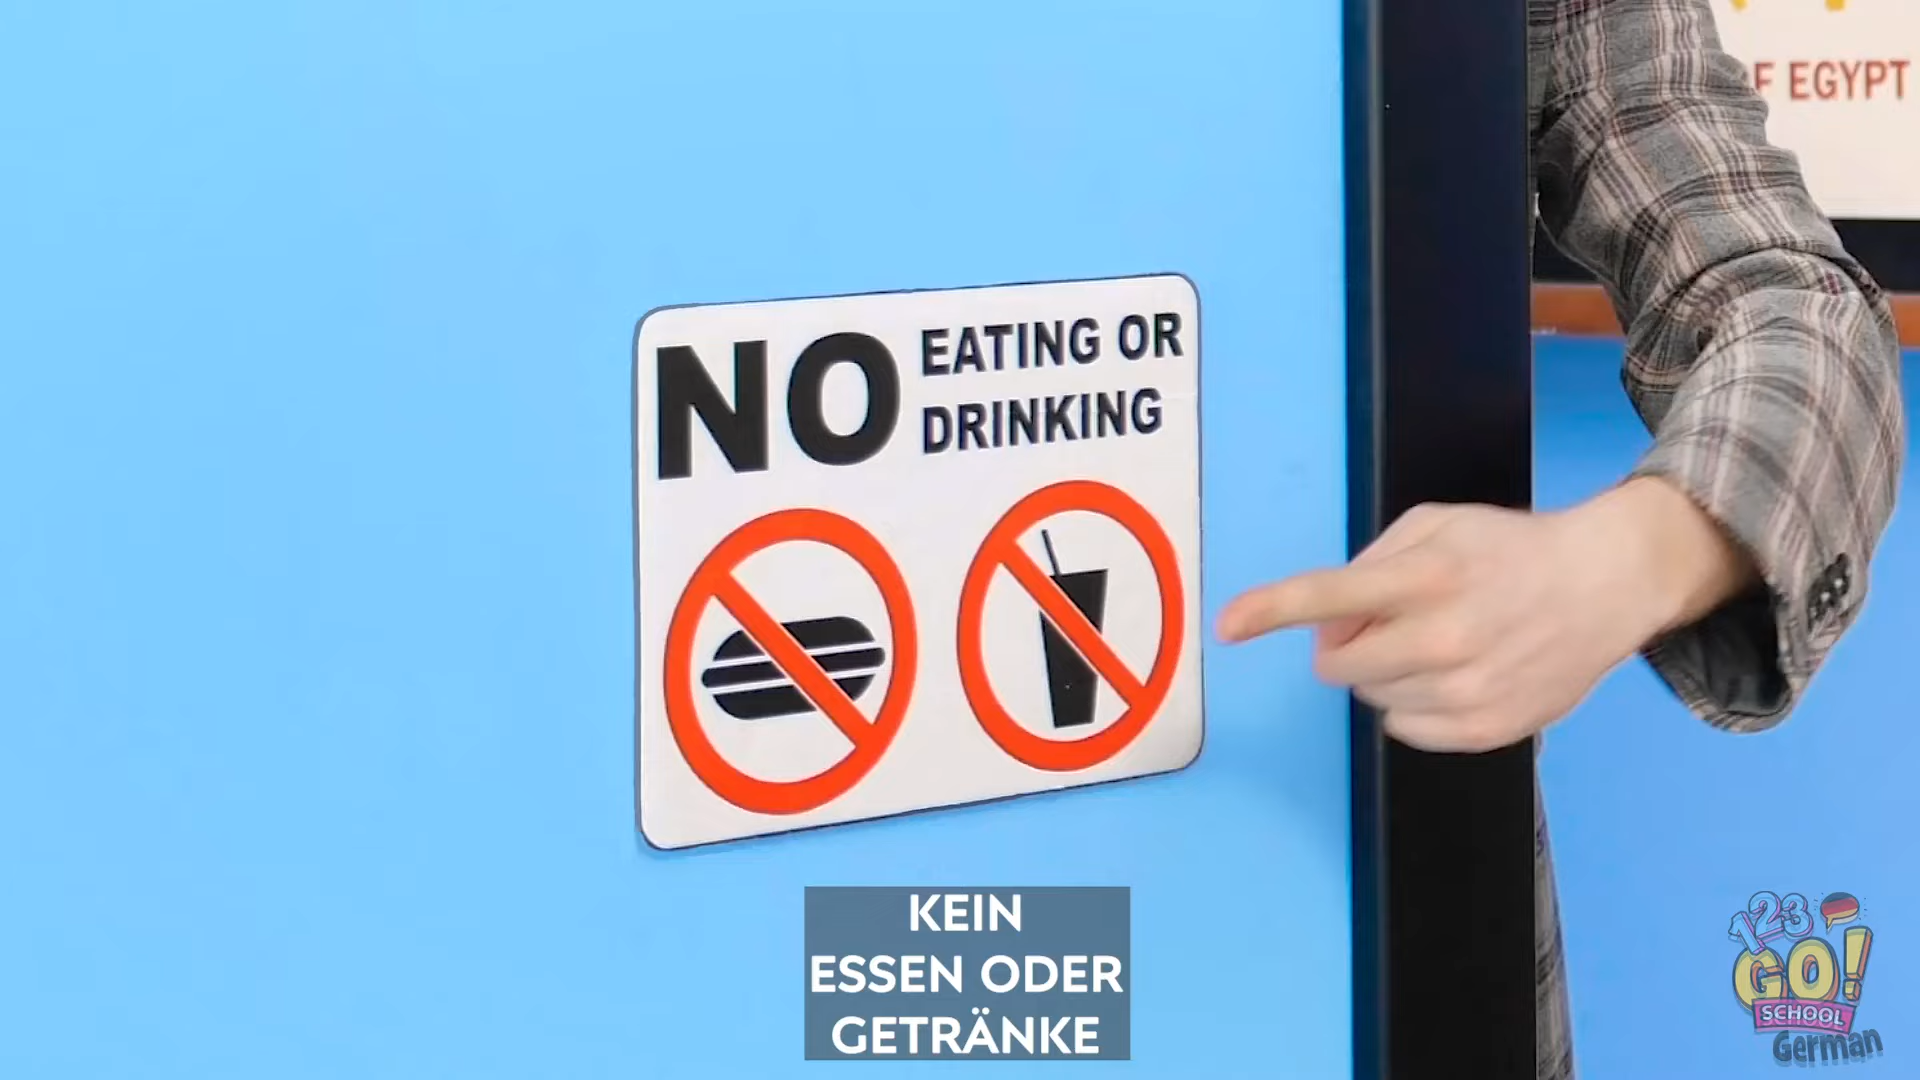 NO EATING OR
DRINKING
F EGYPT
KEIN
ESSEN ODER
GETRÄNKE
123
GO!
SCHOOL
German